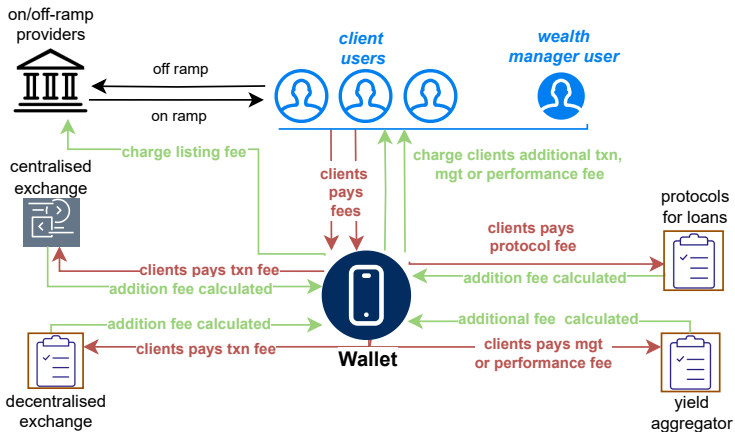 on/off-ramp
providers
client
users
wealth
manager user
off ramp
on ramp
charge listing fee
clients
pays
fees
charge clients additional txn,
mgt or performance fee
centralised
exchange
protocols
for loans
clients pays
protocol fee
clients pays txn fee
addition fee calculated
addition fee calculated
addition fee calculated
additional fee  calculated
clients pays txn fee
Wallet
clients pays mgt
or performance fee
decentralised
exchange
yield
aggregator